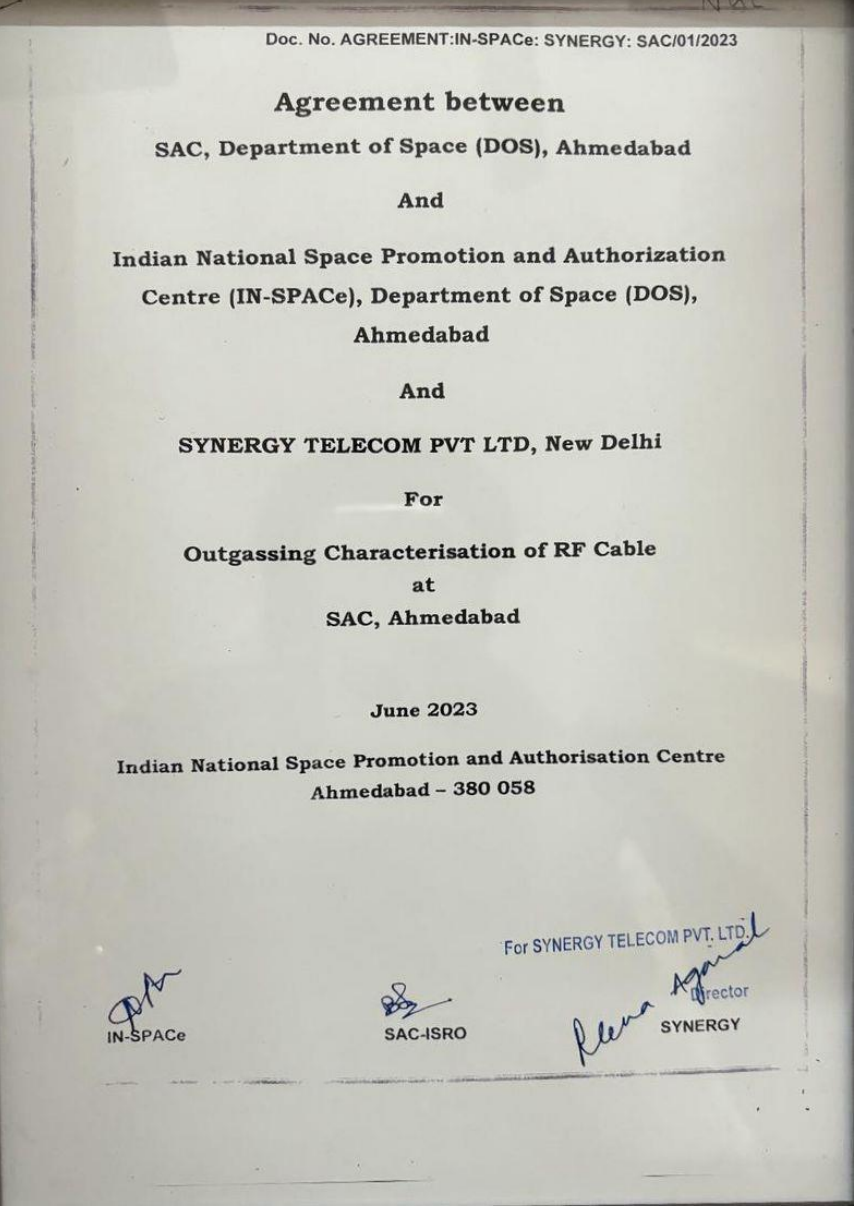 Doc. No. AGREEMENT:IN-SPACe: SYNERGY: SAC/01/2023
Agreement between
SAC, Department of Space (DOS), Ahmedabad
And
Indian National Space Promotion and Authorization
Centre (IN-SPACe), Department of Space (DOS),
Ahmedabad
And
SYNERGY TELECOM PVT LTD, New Delhi
For
Outgassing Characterisation of RF Cable
at
SAC, Ahmedabad
June 2023
Indian National Space Promotion and Authorisation Centre
Ahmedabad – 380 058
For SYNERGY TELECOM PVT. LTD.
Reena Agarwal
Director
IN-SPACe
SAC-ISRO
SYNERGY